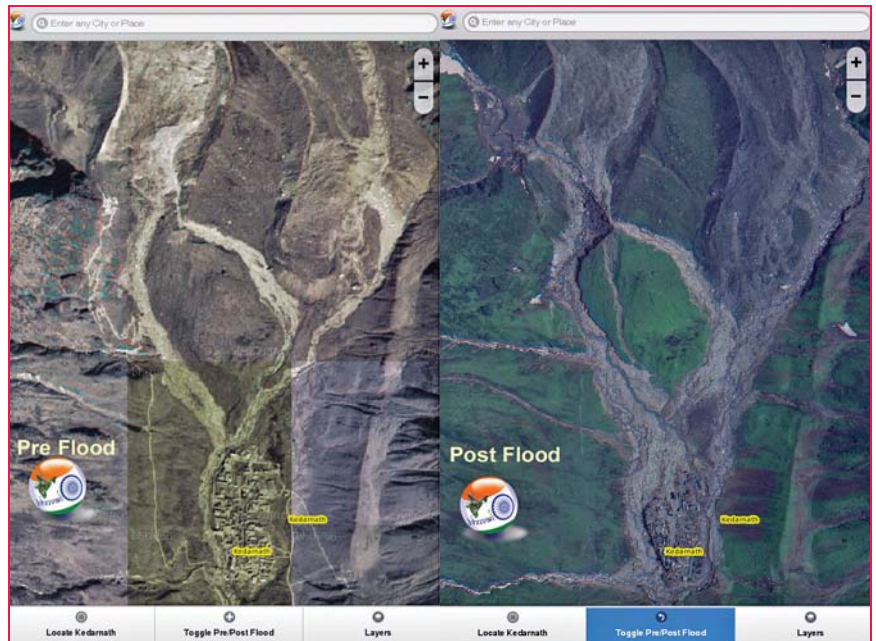 Enter any City or Place
+
−
Pre Flood
Kedarnath
Kedarnath
Locate Kedarnath
Toggle Pre/Post Flood
Layers
Enter any City or Place
+
−
Post Flood
Kedarnath
Kedarnath
Locate Kedarnath
Toggle Pre/Post Flood
Layers